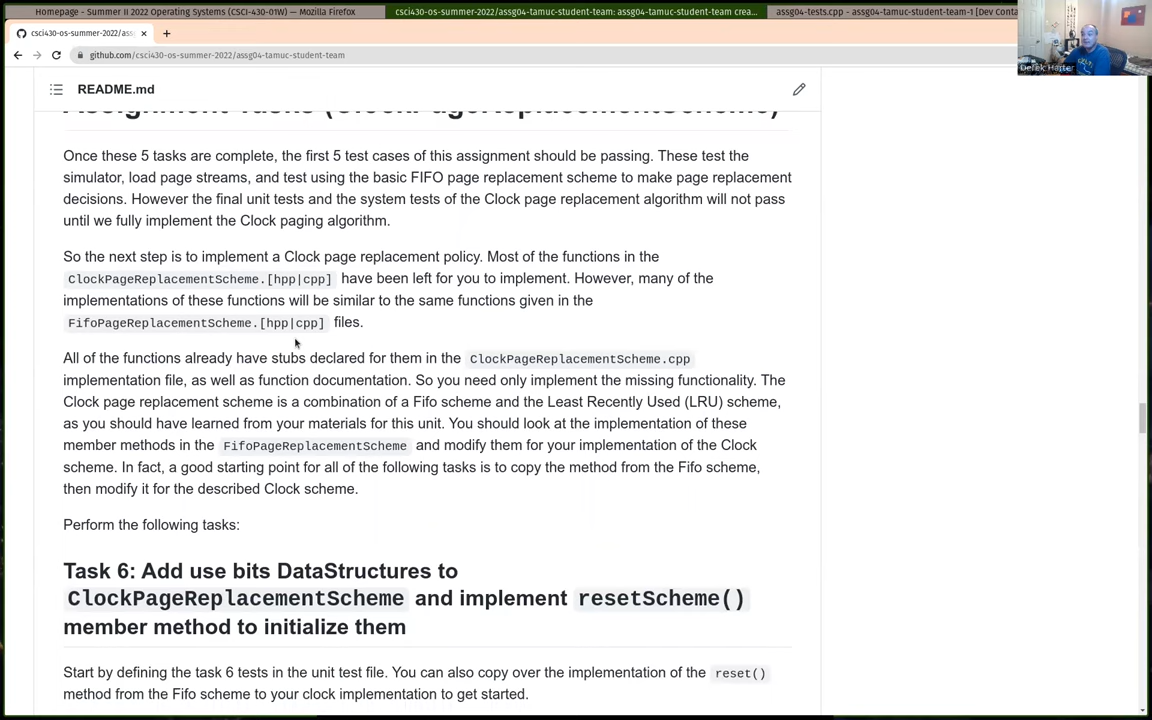 Homepage - Summer II 2022 Operating Systems (CSCI-430-01W) — Mozilla Firefox
csci430-os-summer-2022/assg04-tamuc-student-team: assg04-tamuc-student-team crea...
assg04-tests.cpp - assg04-tamuc-student-team-1 [Dev Conta
Derek Harter
csci430-os-summer-2022/ass
github.com/csci430-os-summer-2022/assg04-tamuc-student-team
README.md
Assignment Tasks (ClockPageReplacementScheme)
Once these 5 tasks are complete, the first 5 test cases of this assignment should be passing. These test the
simulator, load page streams, and test using the basic FIFO page replacement scheme to make page replacement
decisions. However the final unit tests and the system tests of the Clock page replacement algorithm will not pass
until we fully implement the Clock paging algorithm.
So the next step is to implement a Clock page replacement policy. Most of the functions in the
ClockPageReplacementScheme.[hpp|cpp] have been left for you to implement. However, many of the
implementations of these functions will be similar to the same functions given in the
FifoPageReplacementScheme.[hpp|cpp] files.
All of the functions already have stubs declared for them in the ClockPageReplacementScheme.cpp
implementation file, as well as function documentation. So you need only implement the missing functionality. The
Clock page replacement scheme is a combination of a Fifo scheme and the Least Recently Used (LRU) scheme,
as you should have learned from your materials for this unit. You should look at the implementation of these
member methods in the FifoPageReplacementScheme and modify them for your implementation of the Clock
scheme. In fact, a good starting point for all of the following tasks is to copy the method from the Fifo scheme,
then modify it for the described Clock scheme.
Perform the following tasks:
Task 6: Add use bits DataStructures to
ClockPageReplacementScheme and implement resetScheme()
member method to initialize them
Start by defining the task 6 tests in the unit test file. You can also copy over the implementation of the reset()
method from the Fifo scheme to your clock implementation to get started.